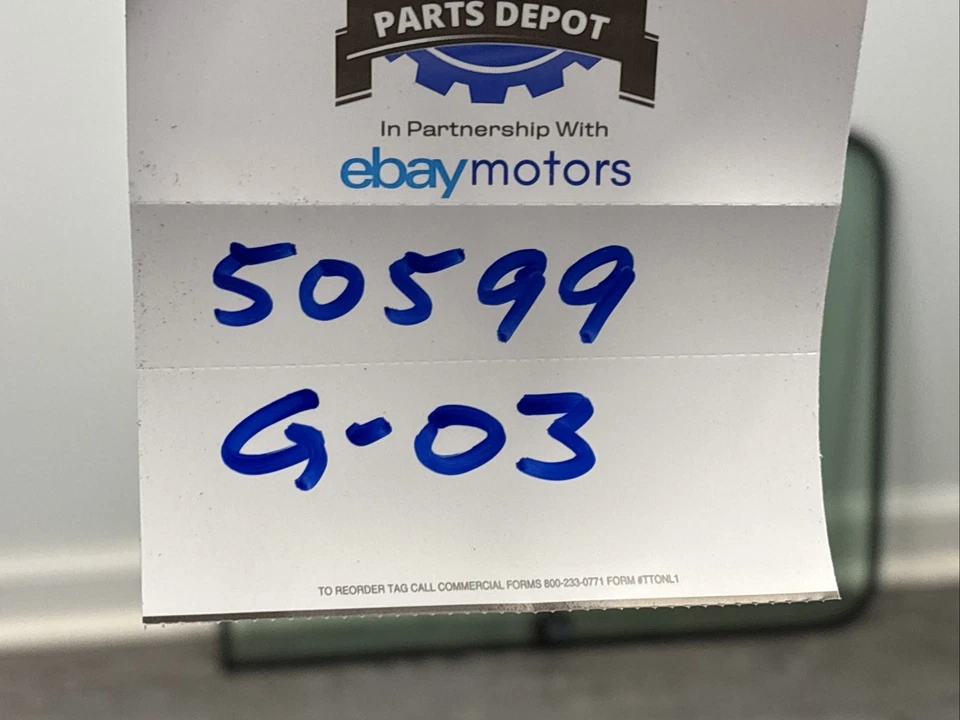 PARTS DEPOT
In Partnership With
ebaymotors
50599
G-03
TO REORDER TAG CALL COMMERCIAL FORMS 800-233-0771 FORM #TTONL1